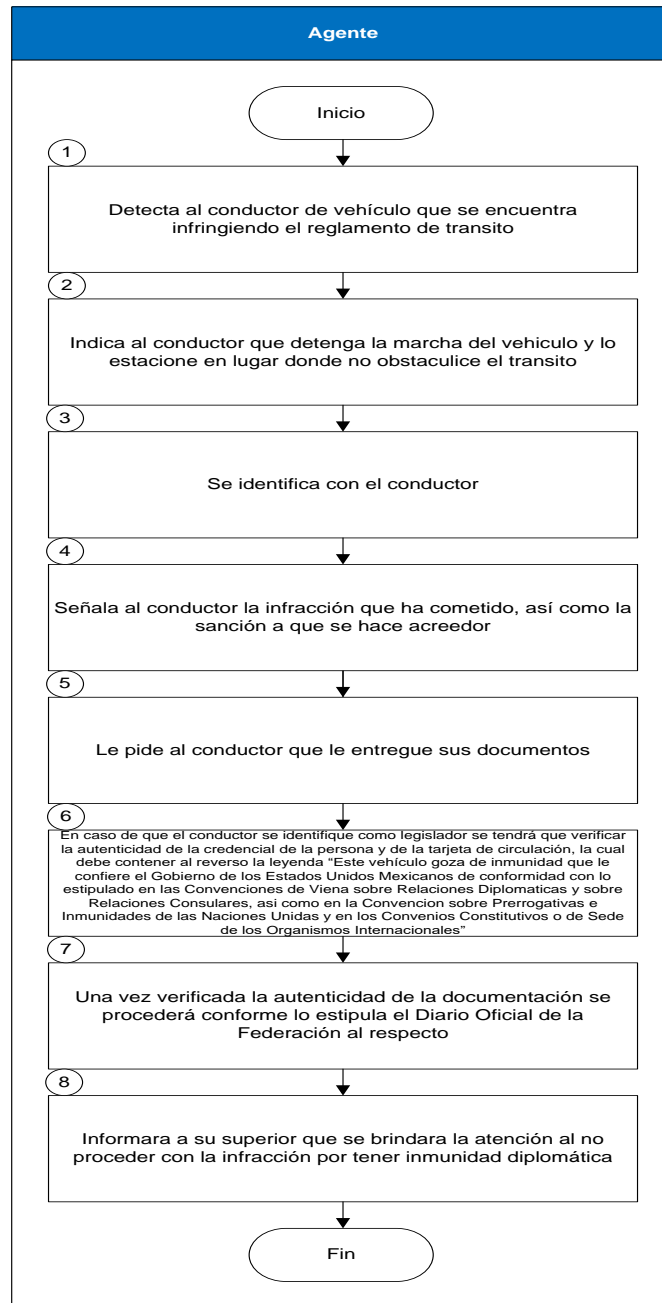 Agente
Inicio
1
Detecta al conductor de vehículo que se encuentra
infringiendo el reglamento de transito
2
Indica al conductor que detenga la marcha del vehiculo y lo
estacione en lugar donde no obstaculice el transito
3
Se identifica con el conductor
4
Señala al conductor la infracción que ha cometido, así como la
sanción a que se hace acreedor
5
Le pide al conductor que le entregue sus documentos
6
En caso de que el conductor se identifique como legislador se tendrá que verificar
la autenticidad de la credencial de la persona y de la tarjeta de circulación, la cual
debe contener al reverso la leyenda “Este vehículo goza de inmunidad que le
confiere el Gobierno de los Estados Unidos Mexicanos de conformidad con lo
estipulado en las Convenciones de Viena sobre Relaciones Diplomaticas y sobre
Relaciones Consulares, asi como en la Convencion sobre Prerrogativas e
Inmunidades de las Naciones Unidas y en los Convenios Constitutivos o de Sede
de los Organismos Internacionales”
7
Una vez verificada la autenticidad de la documentación se
procederá conforme lo estipula el Diario Oficial de la
Federación al respecto
8
Informara a su superior que se brindara la atención al no
proceder con la infracción por tener inmunidad diplomática
Fin